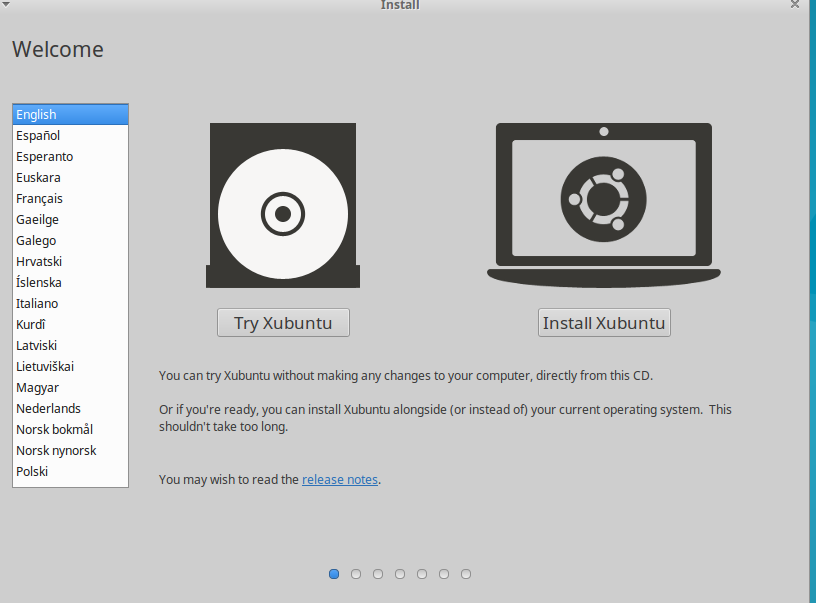 Install
Welcome
English
Español
Esperanto
Euskara
Français
Gaeilge
Galego
Hrvatski
Íslenska
Italiano
Kurdî
Latviski
Lietuviškai
Magyar
Nederlands
Norsk bokmål
Norsk nynorsk
Polski
Try Xubuntu
Install Xubuntu
You can try Xubuntu without making any changes to your computer, directly from this CD.
Or if you're ready, you can install Xubuntu alongside (or instead of) your current operating system.  This
shouldn't take too long.
You may wish to read the release notes.